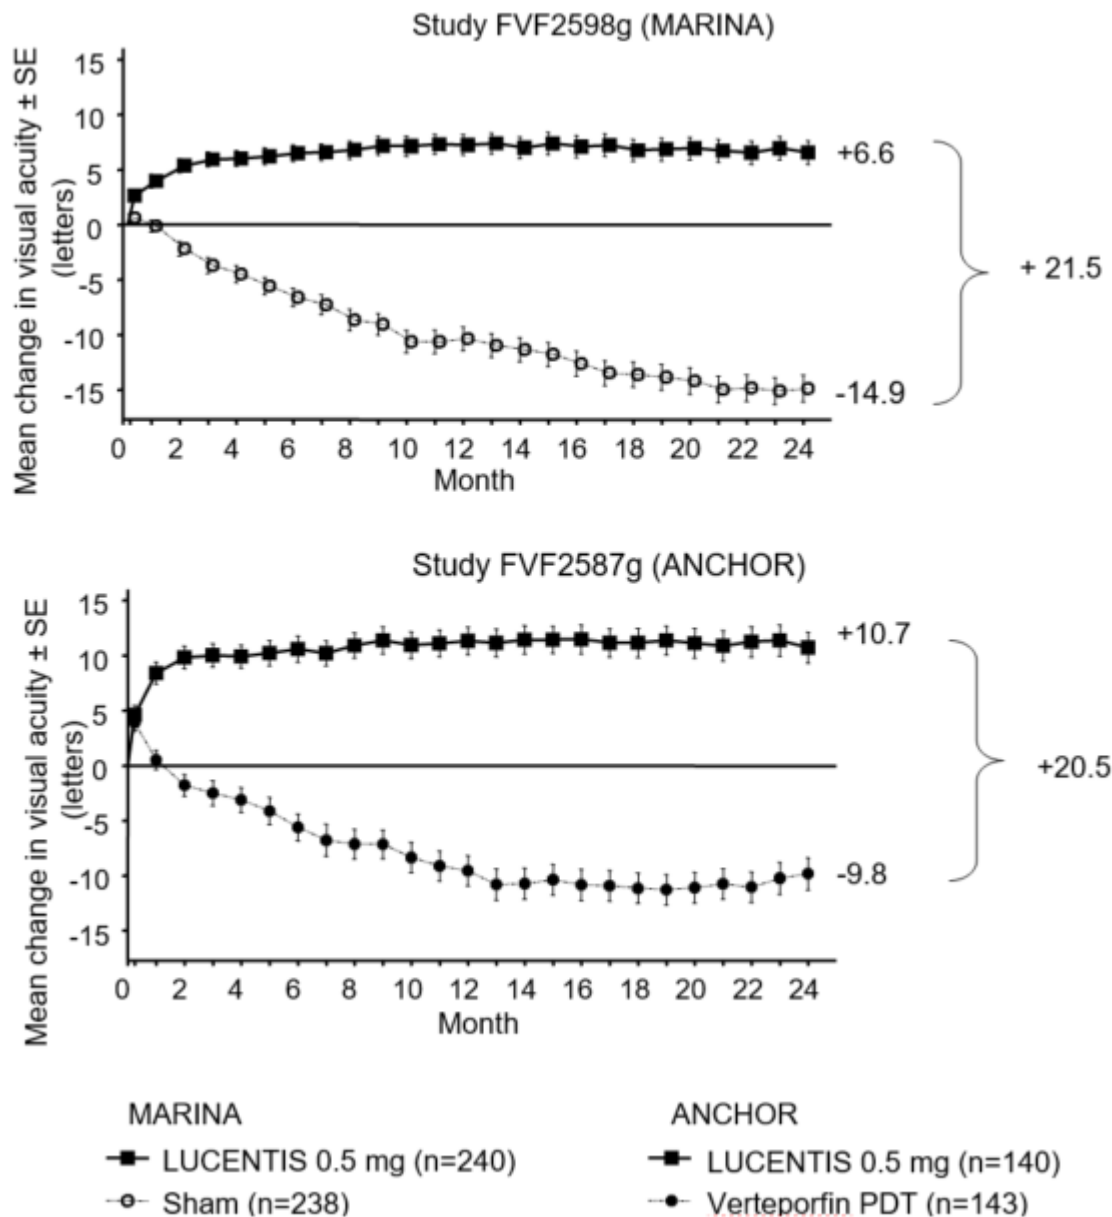 Study FVF2598g (MARINA)
Mean change in visual acuity ± SE
(letters)
15
10
5
0
-5
-10
-15
+6.6
-14.9
+ 21.5
0 2 4 6 8 10 12 14 16 18 20 22 24
Month
Study FVF2587g (ANCHOR)
Mean change in visual acuity ± SE
(letters)
15
10
5
0
-5
-10
-15
+10.7
-9.8
+20.5
0 2 4 6 8 10 12 14 16 18 20 22 24
Month
MARINA
LUCENTIS 0.5 mg (n=240)
Sham (n=238)
ANCHOR
LUCENTIS 0.5 mg (n=140)
Verteporfin PDT (n=143)